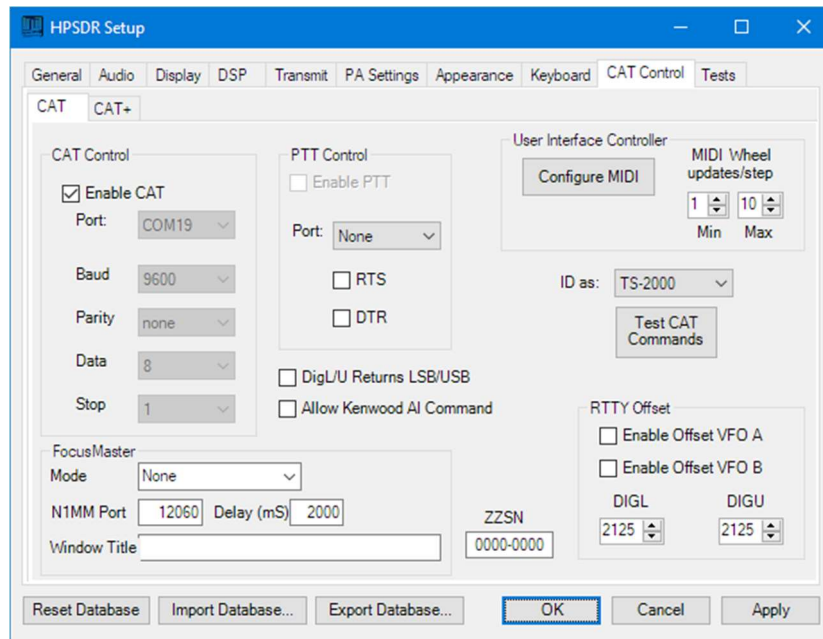 HPSDR Setup
General Audio Display DSP Transmit PA Settings Appearance Keyboard CAT Control Tests
CAT CAT+
CAT Control
Enable CAT
Port: COM19
Baud 9600
Parity none
Data 8
Stop 1
PTT Control
Enable PTT
Port: None
RTS
DTR
User Interface Controller
Configure MIDI
MIDI Wheel
updates/step
1 10
Min Max
ID as: TS-2000
Test CAT
Commands
DigL/U Returns LSB/USB
Allow Kenwood AI Command
FocusMaster
Mode None
N1MM Port 12060 Delay (mS) 2000
Window Title
ZZSN
0000-0000
RTTY Offset
Enable Offset VFO A
Enable Offset VFO B
DIGL DIGU
2125 2125
Reset Database Import Database... Export Database... OK Cancel Apply